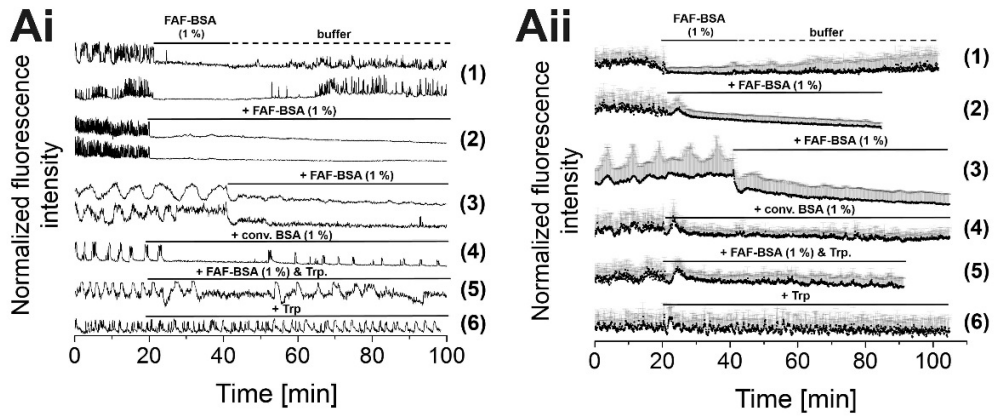 Ai
FAF-BSA
(1 %)
buffer
(1)
+ FAF-BSA (1 %)
(2)
+ FAF-BSA (1 %)
(3)
+ conv. BSA (1 %)
(4)
+ FAF-BSA (1 %) & Trp.
(5)
+ Trp
(6)
Normalized fluorescence
intensity
0 20 40 60 80 100
Time [min]
Aii
FAF-BSA
(1 %)
buffer
(1)
+ FAF-BSA (1 %)
(2)
+ FAF-BSA (1 %)
(3)
+ conv. BSA (1 %)
(4)
+ FAF-BSA (1 %) & Trp.
(5)
+ Trp
(6)
Normalized fluorescence
intensity
0 20 40 60 80 100
Time [min]